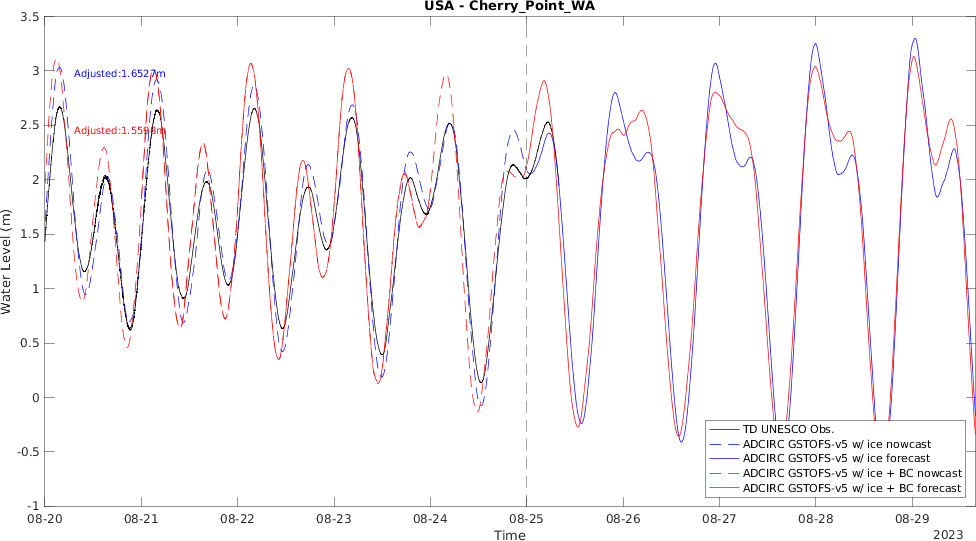 USA - Cherry_Point_WA
3.5
3
2.5
2
1.5
1
0.5
0
-0.5
-1
Water Level (m)
Adjusted:1.6527m
Adjusted:1.5598m
TD UNESCO Obs.
ADCIRC GSTOFS-v5 w/ ice nowcast
ADCIRC GSTOFS-v5 w/ ice forecast
ADCIRC GSTOFS-v5 w/ ice + BC nowcast
ADCIRC GSTOFS-v5 w/ ice + BC forecast
08-20 08-21 08-22 08-23 08-24 08-25 08-26 08-27 08-28 08-29
Time
2023